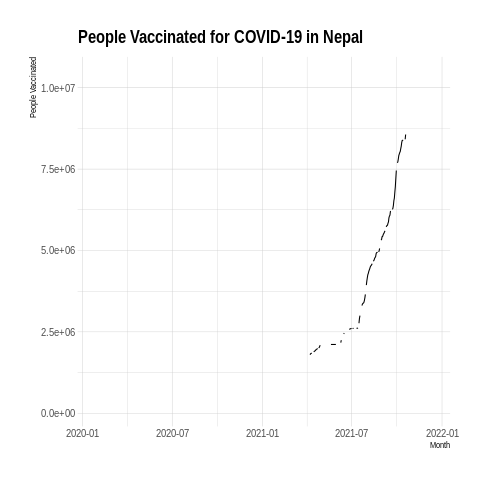 People Vaccinated for COVID-19 in Nepal
People Vaccinated
1.0e+07
7.5e+06
5.0e+06
2.5e+06
0.0e+00
2020-01 2020-07 2021-01 2021-07 2022-01
Month